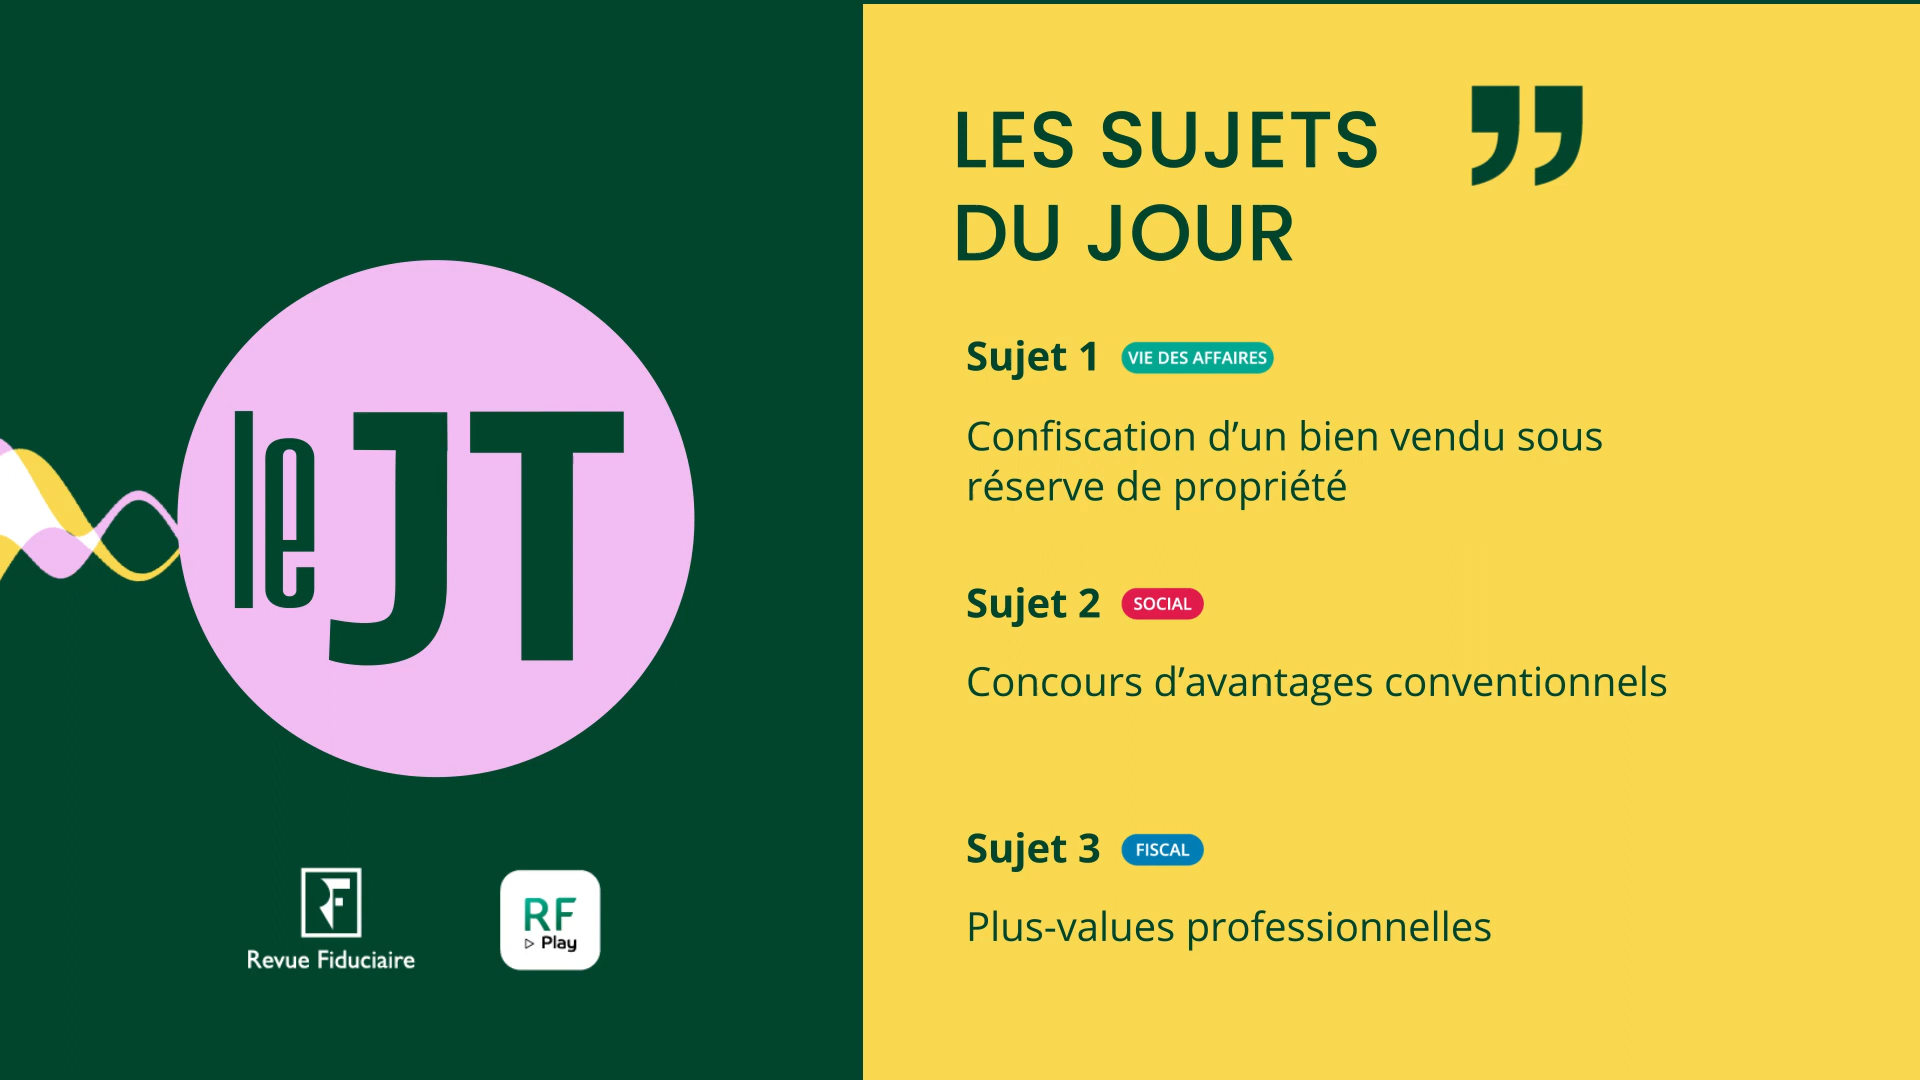 le JT
RF
Revue Fiduciaire
RF
Play
LES SUJETS
DU JOUR
Sujet 1 VIE DES AFFAIRES
Confiscation d’un bien vendu sous
réserve de propriété
Sujet 2 SOCIAL
Concours d’avantages conventionnels
Sujet 3 FISCAL
Plus-values professionnelles